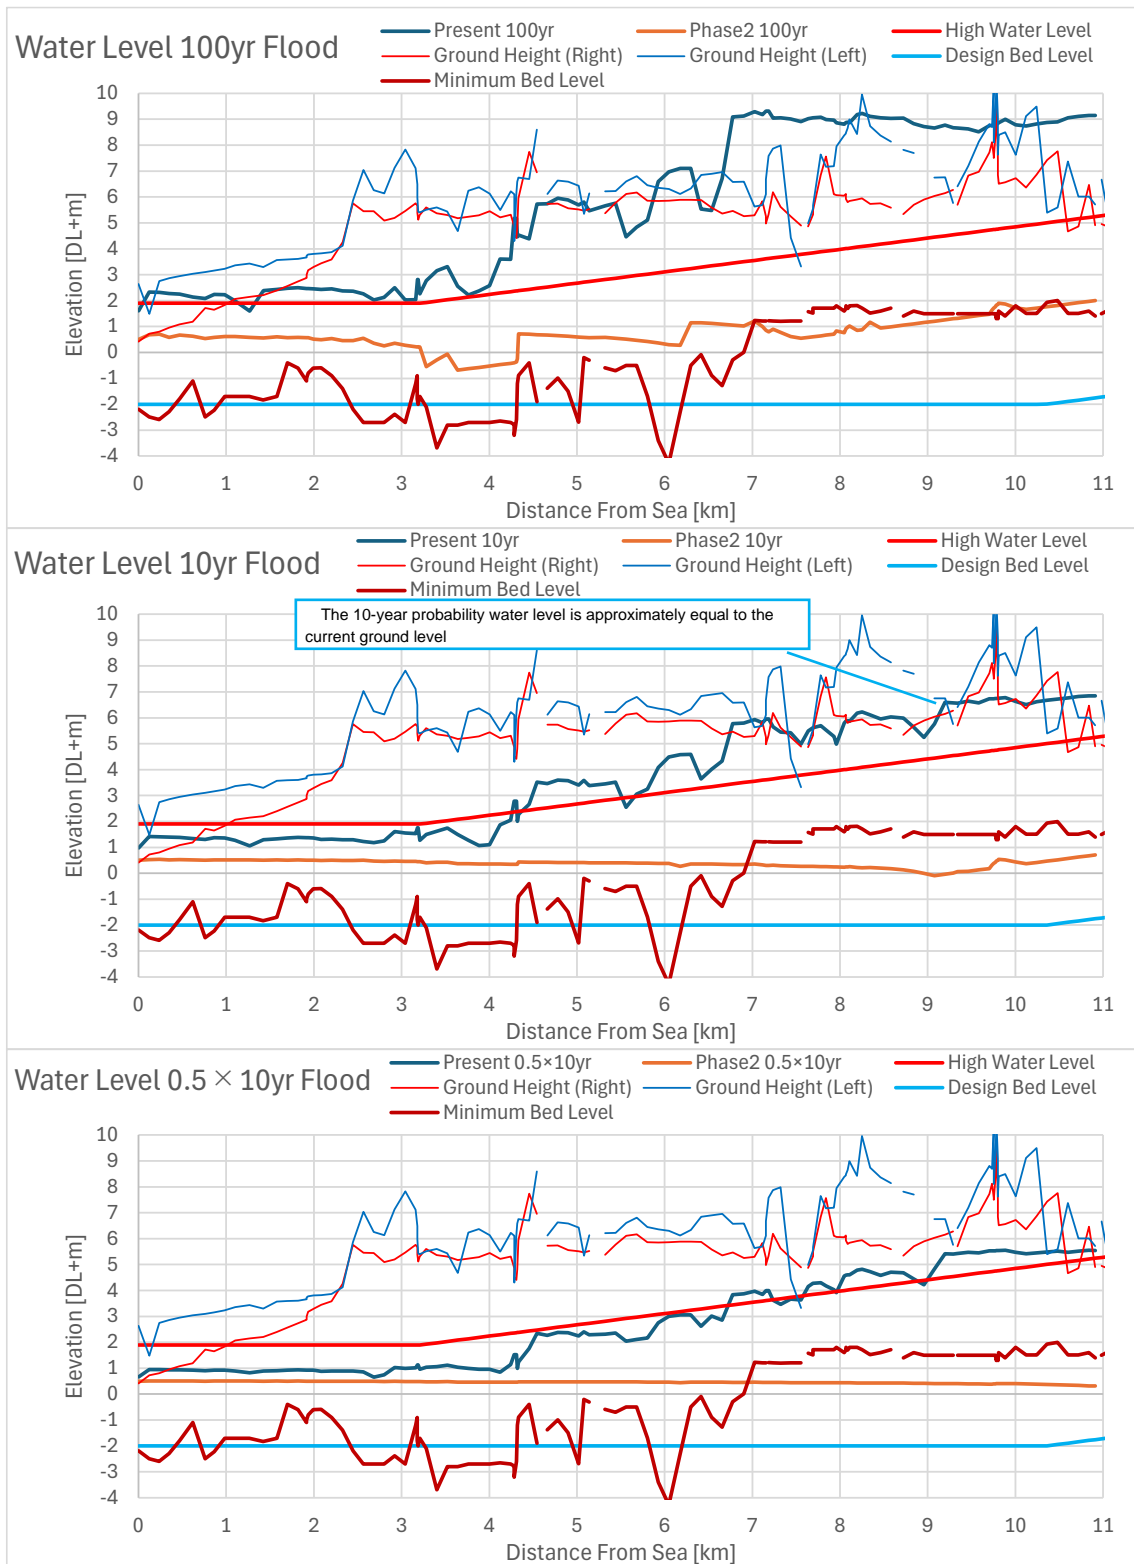 Water Level 100yr Flood
Present 100yr
Phase2 100yr
High Water Level
Ground Height (Right)
Ground Height (Left)
Design Bed Level
Minimum Bed Level
Elevation [DL+m]
10
9
8
7
6
5
4
3
2
1
0
-1
-2
-3
-4
0 1 2 3 4 5 6 7 8 9 10 11
Distance From Sea [km]
Water Level 10yr Flood
Present 10yr
Phase2 10yr
High Water Level
Ground Height (Right)
Ground Height (Left)
Design Bed Level
Minimum Bed Level
The 10-year probability water level is approximately equal to the
current ground level
Elevation [DL+m]
10
9
8
7
6
5
4
3
2
1
0
-1
-2
-3
-4
0 1 2 3 4 5 6 7 8 9 10 11
Distance From Sea [km]
Water Level 0.5×10yr Flood
Present 0.5×10yr
Phase2 0.5×10yr
High Water Level
Ground Height (Right)
Ground Height (Left)
Design Bed Level
Minimum Bed Level
Elevation [DL+m]
10
9
8
7
6
5
4
3
2
1
0
-1
-2
-3
-4
0 1 2 3 4 5 6 7 8 9 10 11
Distance From Sea [km]